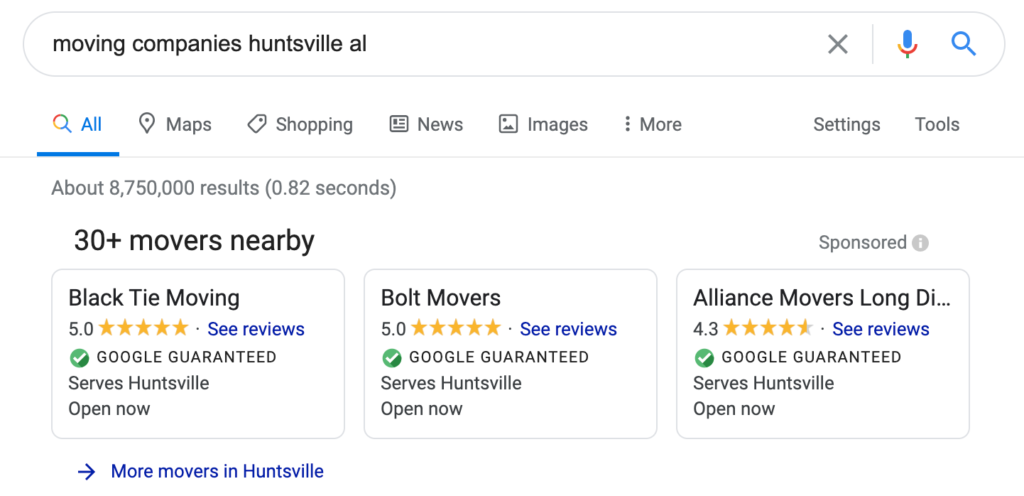 moving companies huntsville al
All Maps Shopping News Images More Settings Tools
About 8,750,000 results (0.82 seconds)
30+ movers nearby Sponsored
Black Tie Moving
5.0 · See reviews
GOOGLE GUARANTEED
Serves Huntsville
Open now
Bolt Movers
5.0 · See reviews
GOOGLE GUARANTEED
Serves Huntsville
Open now
Alliance Movers Long Di...
4.3 · See reviews
GOOGLE GUARANTEED
Serves Huntsville
Open now
More movers in Huntsville